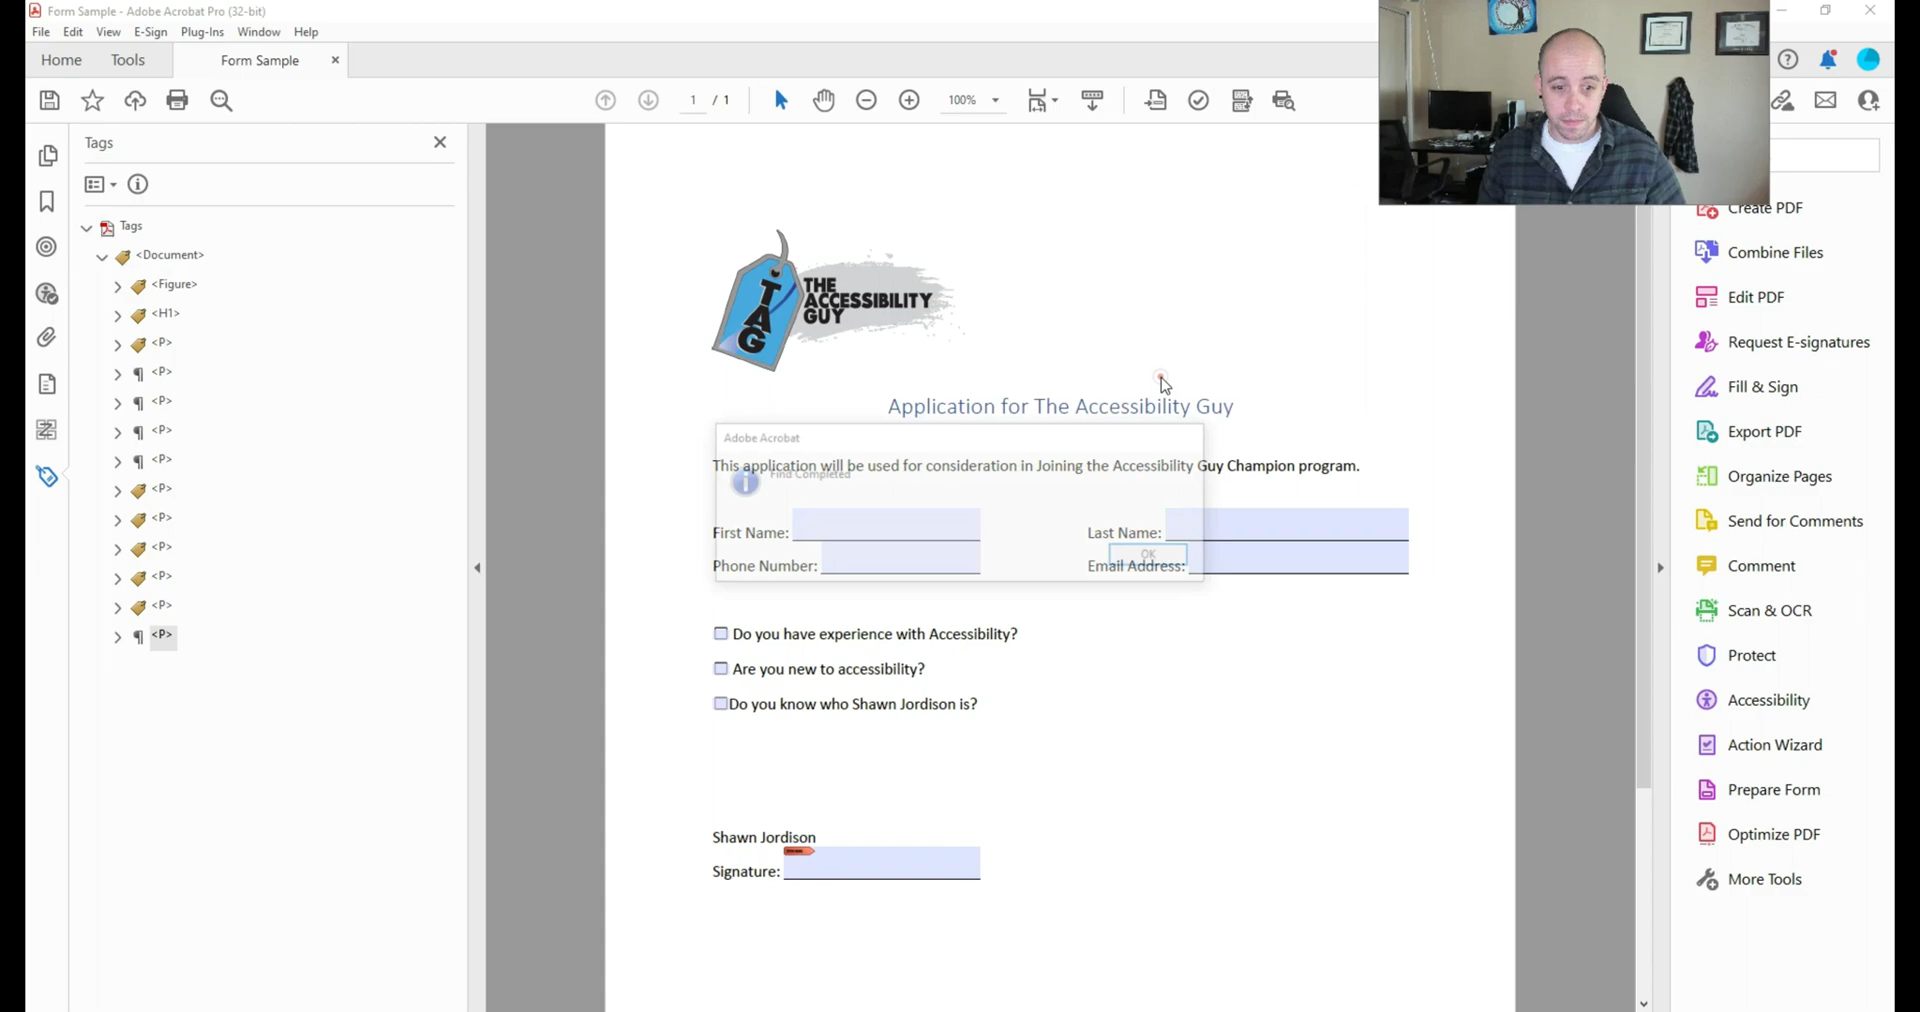 Form Sample - Adobe Acrobat Pro (32-bit)
File Edit View E-Sign Plug-Ins Window Help
Home Tools Form Sample
1 / 1 100%
Tags
Tags
<Document>
<Figure>
<H1>
<P>
<P>
<P>
<P>
<P>
<P>
<P>
<P>
<P>
<P>
<P>
TAG
THE
ACCESSIBILITY
GUY
Application for The Accessibility Guy
Adobe Acrobat
This application will be used for consideration in Joining the Accessibility Guy Champion program.
Find Completed
First Name: Last Name:
OK
Phone Number: Email Address:
Do you have experience with Accessibility?
Are you new to accessibility?
Do you know who Shawn Jordison is?
Shawn Jordison
Signature:
Create PDF
Combine Files
Edit PDF
Request E-signatures
Fill & Sign
Export PDF
Organize Pages
Send for Comments
Comment
Scan & OCR
Protect
Accessibility
Action Wizard
Prepare Form
Optimize PDF
More Tools